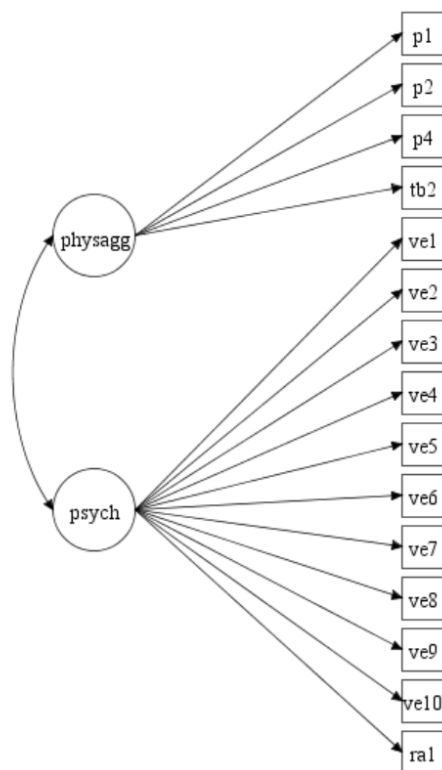 p1
p2
p4
tb2
physagg
ve1
ve2
ve3
ve4
ve5
ve6
psych
ve7
ve8
ve9
ve10
ra1